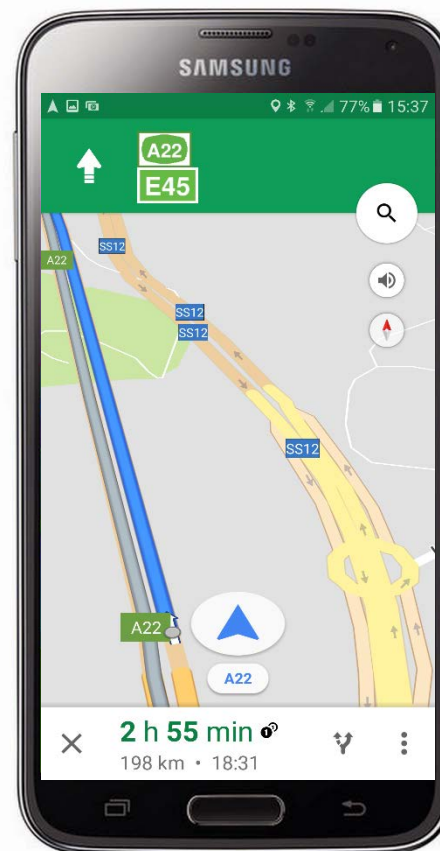 SAMSUNG
77% 15:37
A22
E45
SS12
A22
SS12
SS12
SS12
A22
A22
2 h 55 min
198 km • 18:31